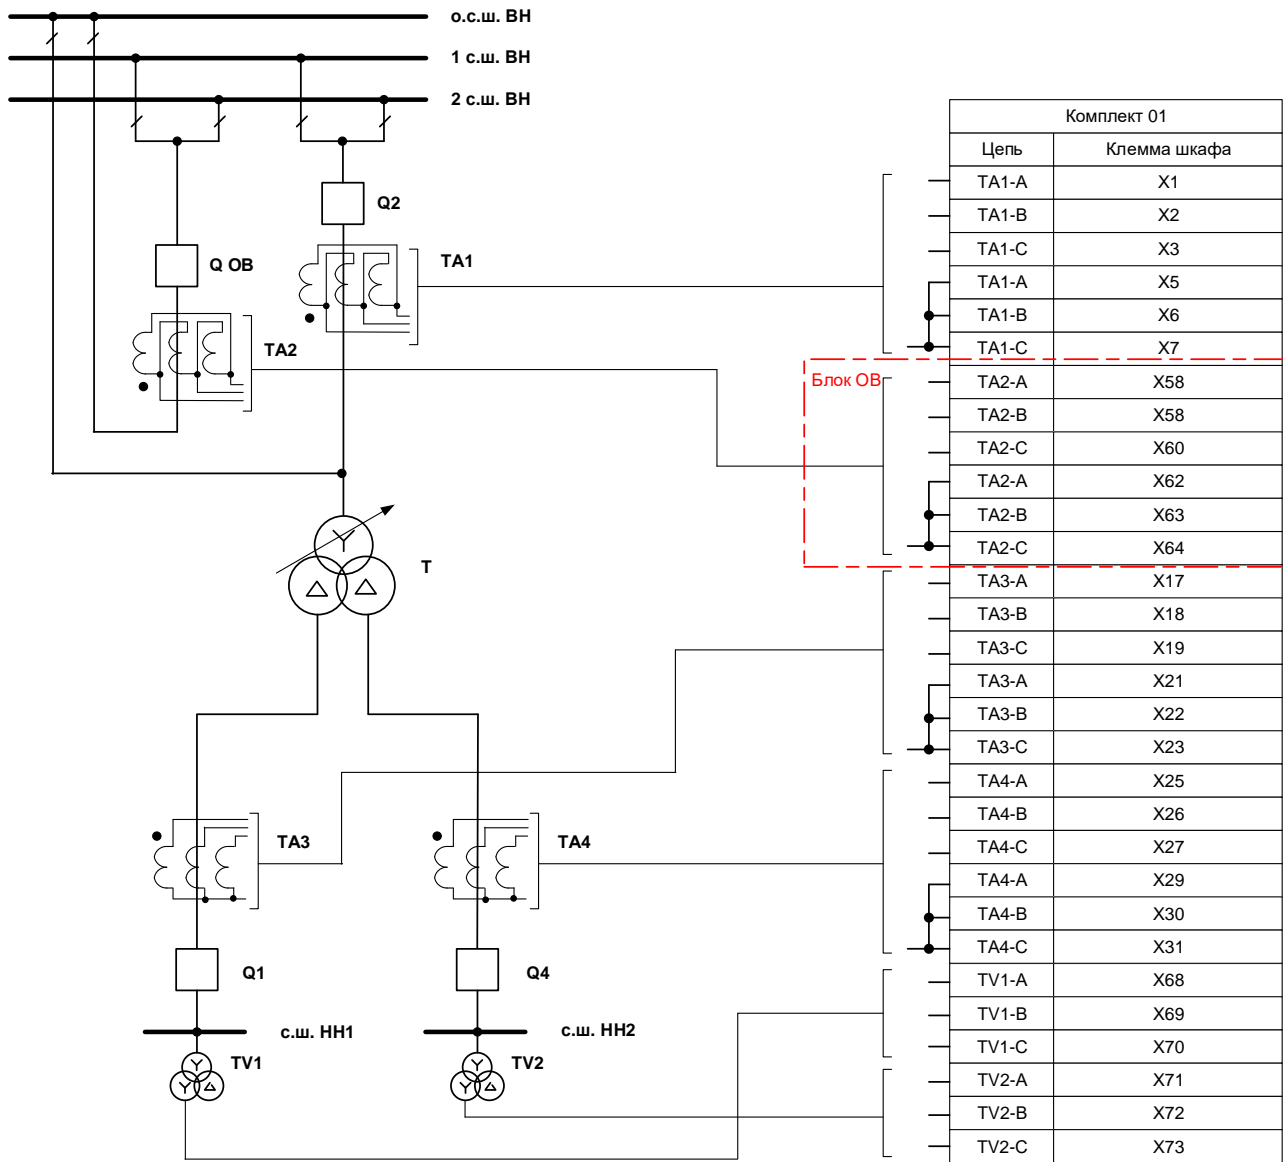 о.с.ш. ВН
1 с.ш. ВН
2 с.ш. ВН
Q2
Q ОВ
TA1
TA2
T
TA3
TA4
Q1
Q4
с.ш. НН1
с.ш. НН2
TV1
TV2
Блок ОВ
Комплект 01
Цепь Клемма шкафа
TA1-A X1
TA1-B X2
TA1-C X3
TA1-A X5
TA1-B X6
TA1-C X7
TA2-A X58
TA2-B X58
TA2-C X60
TA2-A X62
TA2-B X63
TA2-C X64
TA3-A X17
TA3-B X18
TA3-C X19
TA3-A X21
TA3-B X22
TA3-C X23
TA4-A X25
TA4-B X26
TA4-C X27
TA4-A X29
TA4-B X30
TA4-C X31
TV1-A X68
TV1-B X69
TV1-C X70
TV2-A X71
TV2-B X72
TV2-C X73